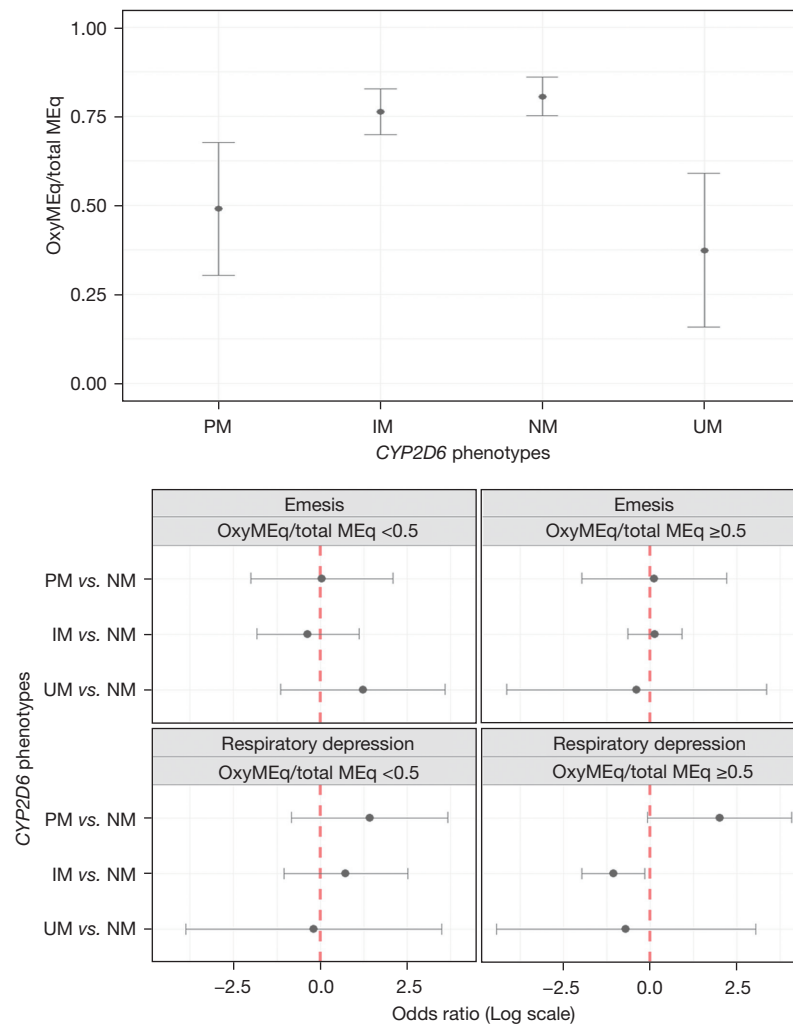 1.00
0.75
0.50
0.25
0.00
OxyMEq/total MEq
PM IM NM UM
CYP2D6 phenotypes
Emesis
OxyMEq/total MEq <0.5
Emesis
OxyMEq/total MEq ≥0.5
PM vs. NM
IM vs. NM
UM vs. NM
CYP2D6 phenotypes
Respiratory depression
OxyMEq/total MEq <0.5
Respiratory depression
OxyMEq/total MEq ≥0.5
PM vs. NM
IM vs. NM
UM vs. NM
−2.5 0.0 2.5 −2.5 0.0 2.5
Odds ratio (Log scale)